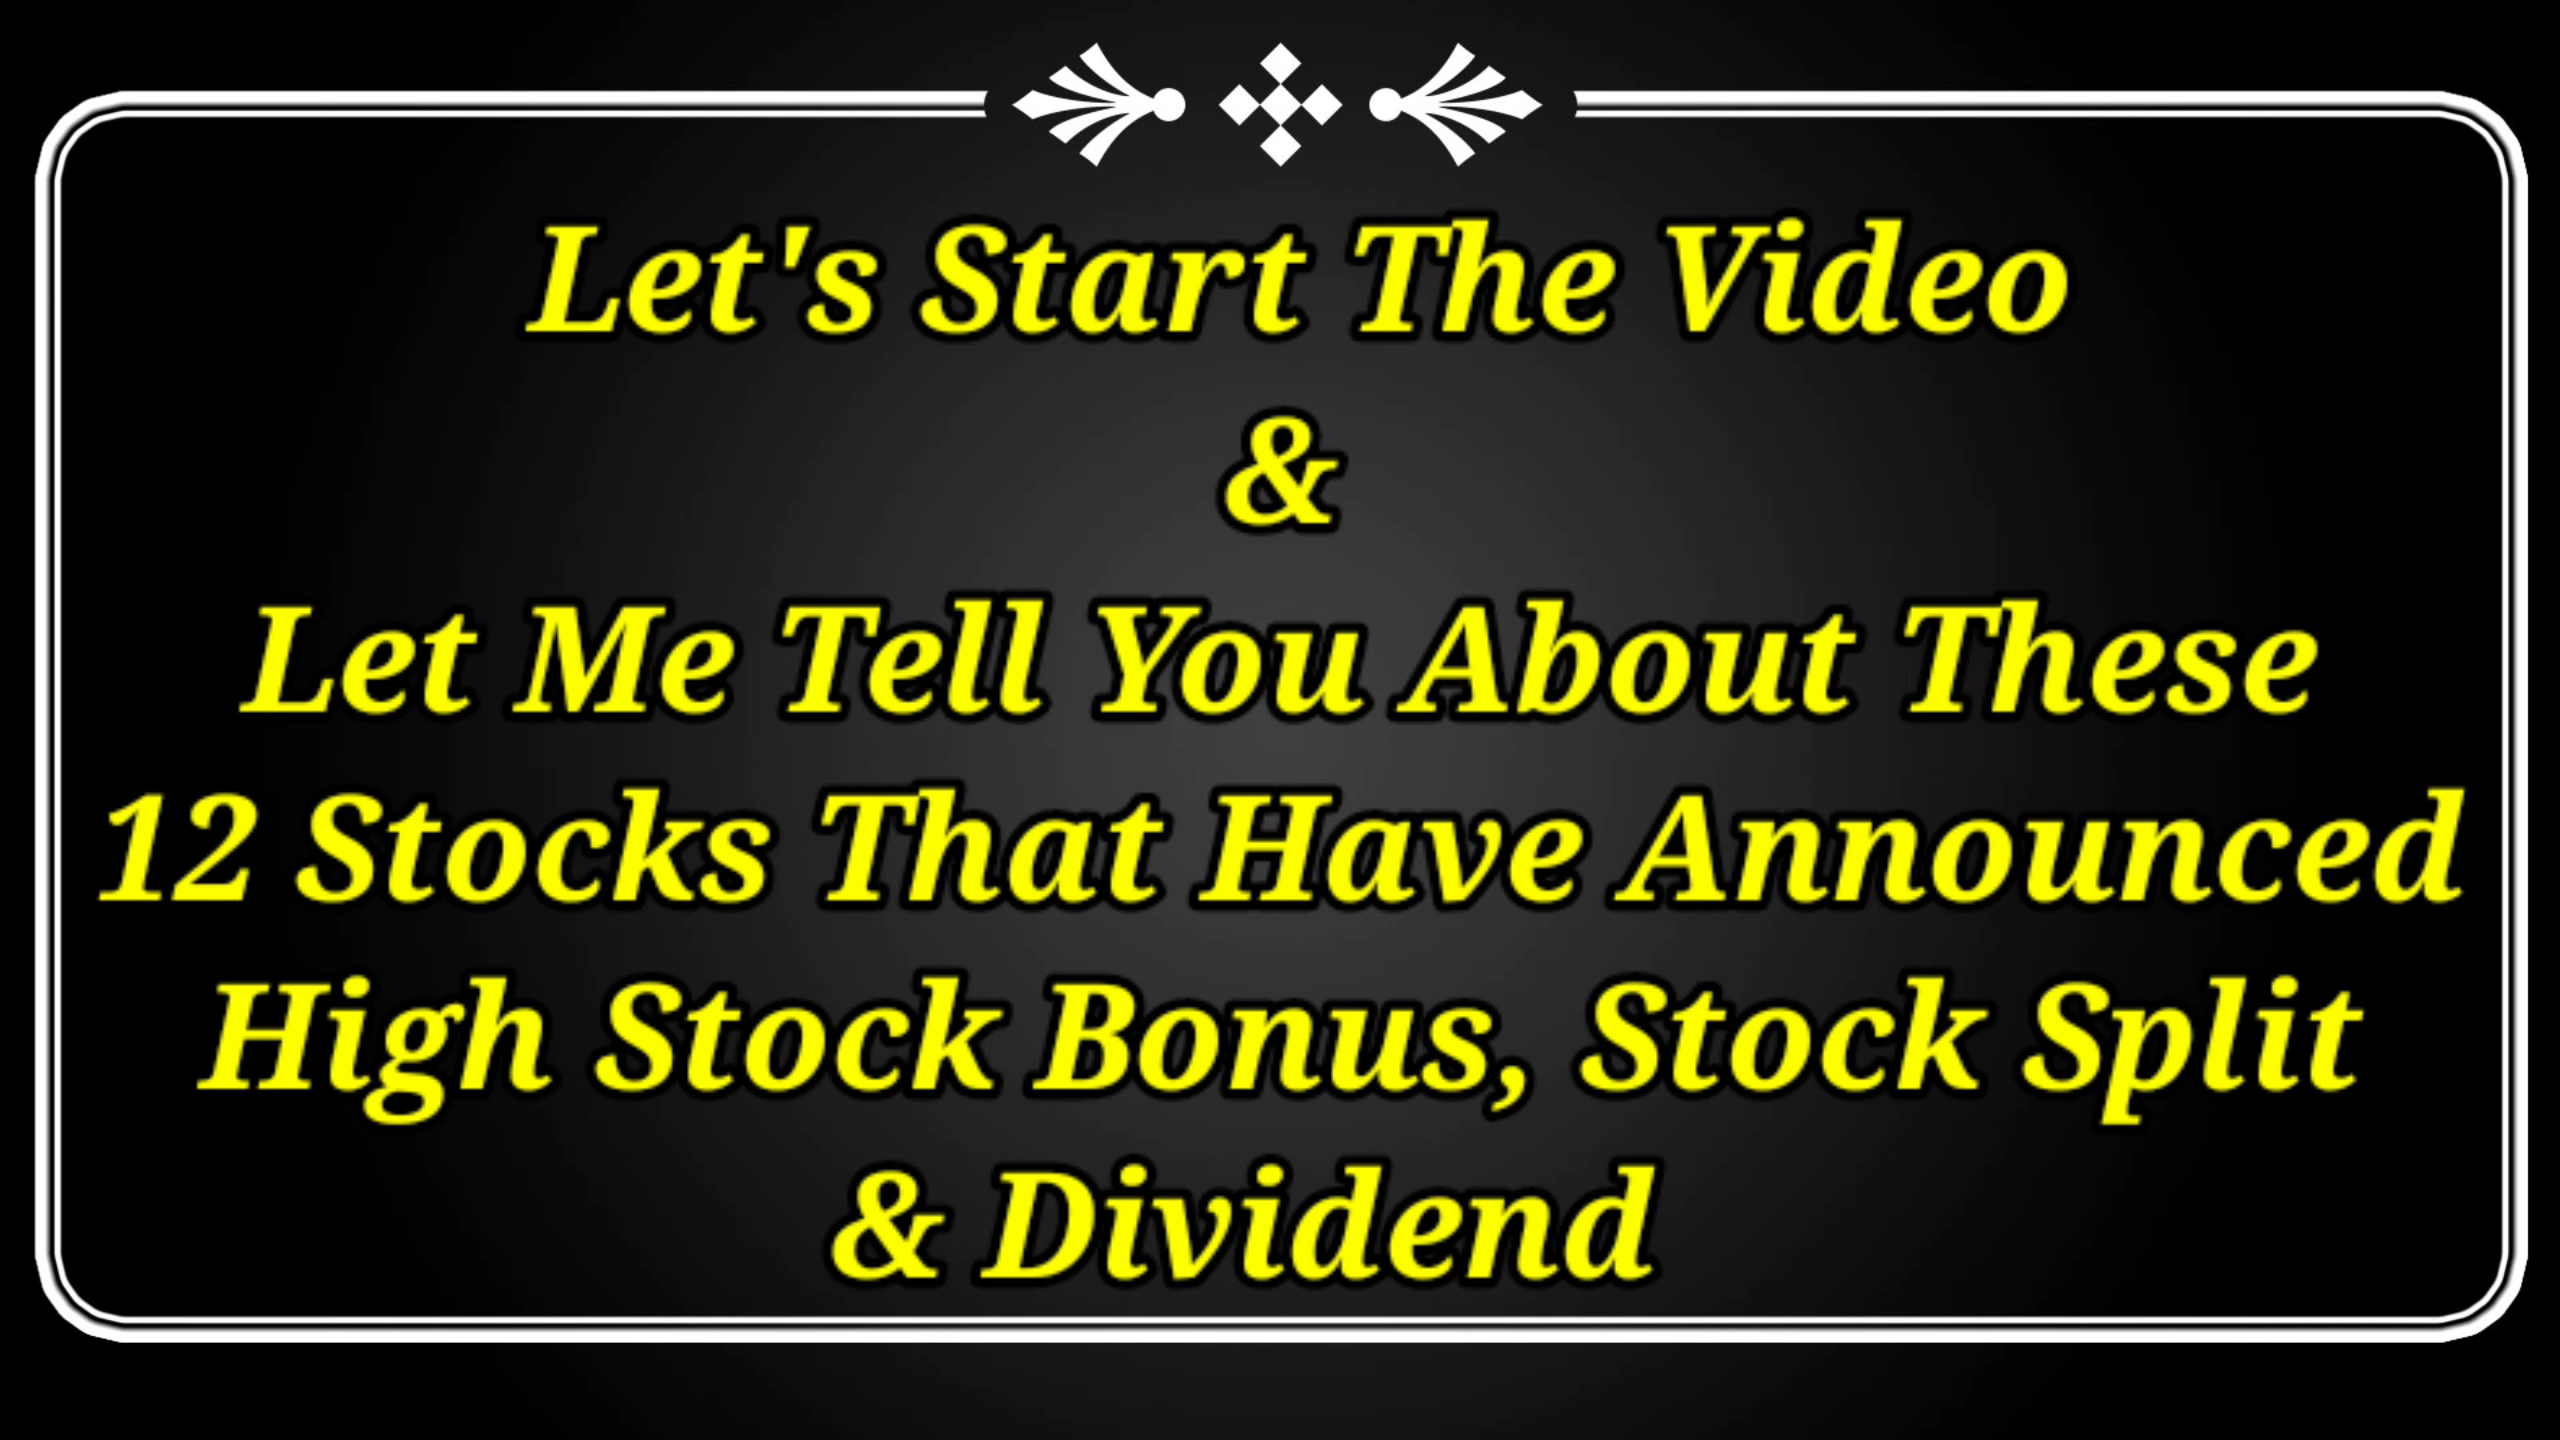 Let's Start The Video
&
Let Me Tell You About These
12 Stocks That Have Announced
High Stock Bonus, Stock Split
& Dividend